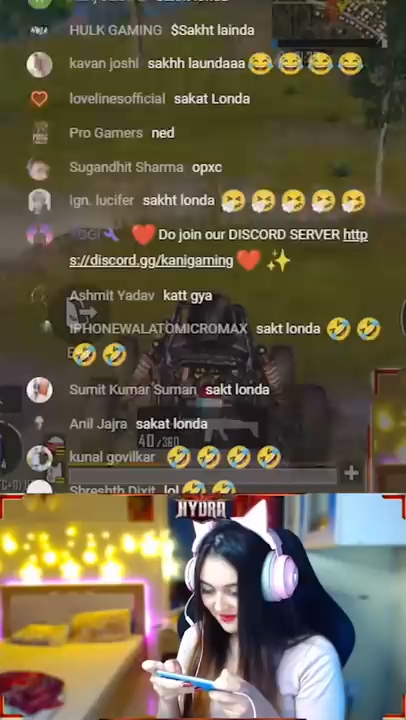 HULK GAMING $Sakht lainda
kavan joshi sakhh laundaaa 😂😂😂😂
lovelinesofficial sakat Londa
Pro Gamers ned
Sugandhit Sharma opxc
Ign. lucifer sakht londa 🤣🤣🤣🤣🤣
❤️ Do join our DISCORD SERVER http
s://discord.gg/kanigaming ❤️ ✨
Ashmit Yadav katt gya
IPHONEWALATOMICROMAX sakt londa 🤣🤣
🤣🤣
Sumit Kumar Suman sakt londa
Anil Jajra sakat londa
40/380
kunal govilkar 🤣🤣🤣🤣
Shreshth Dixit lol 🤣🤣
HYDRA